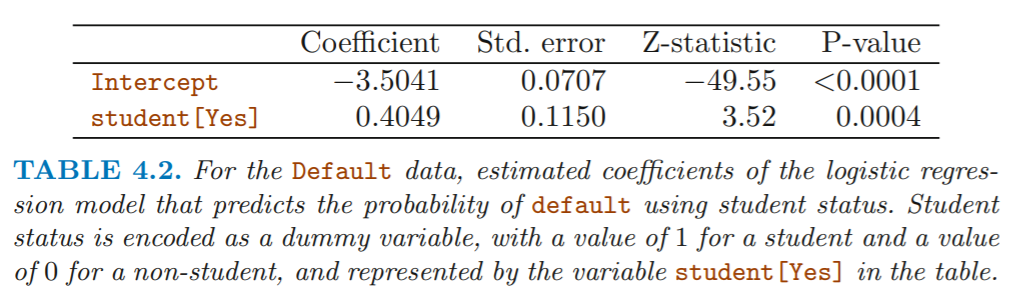 Coefficient Std. error Z-statistic P-value
Intercept −3.5041 0.0707 −49.55 <0.0001
student[Yes] 0.4049 0.1150 3.52 0.0004
TABLE 4.2. For the Default data, estimated coefficients of the logistic regres-
sion model that predicts the probability of default using student status. Student
status is encoded as a dummy variable, with a value of 1 for a student and a value
of 0 for a non-student, and represented by the variable student[Yes] in the table.